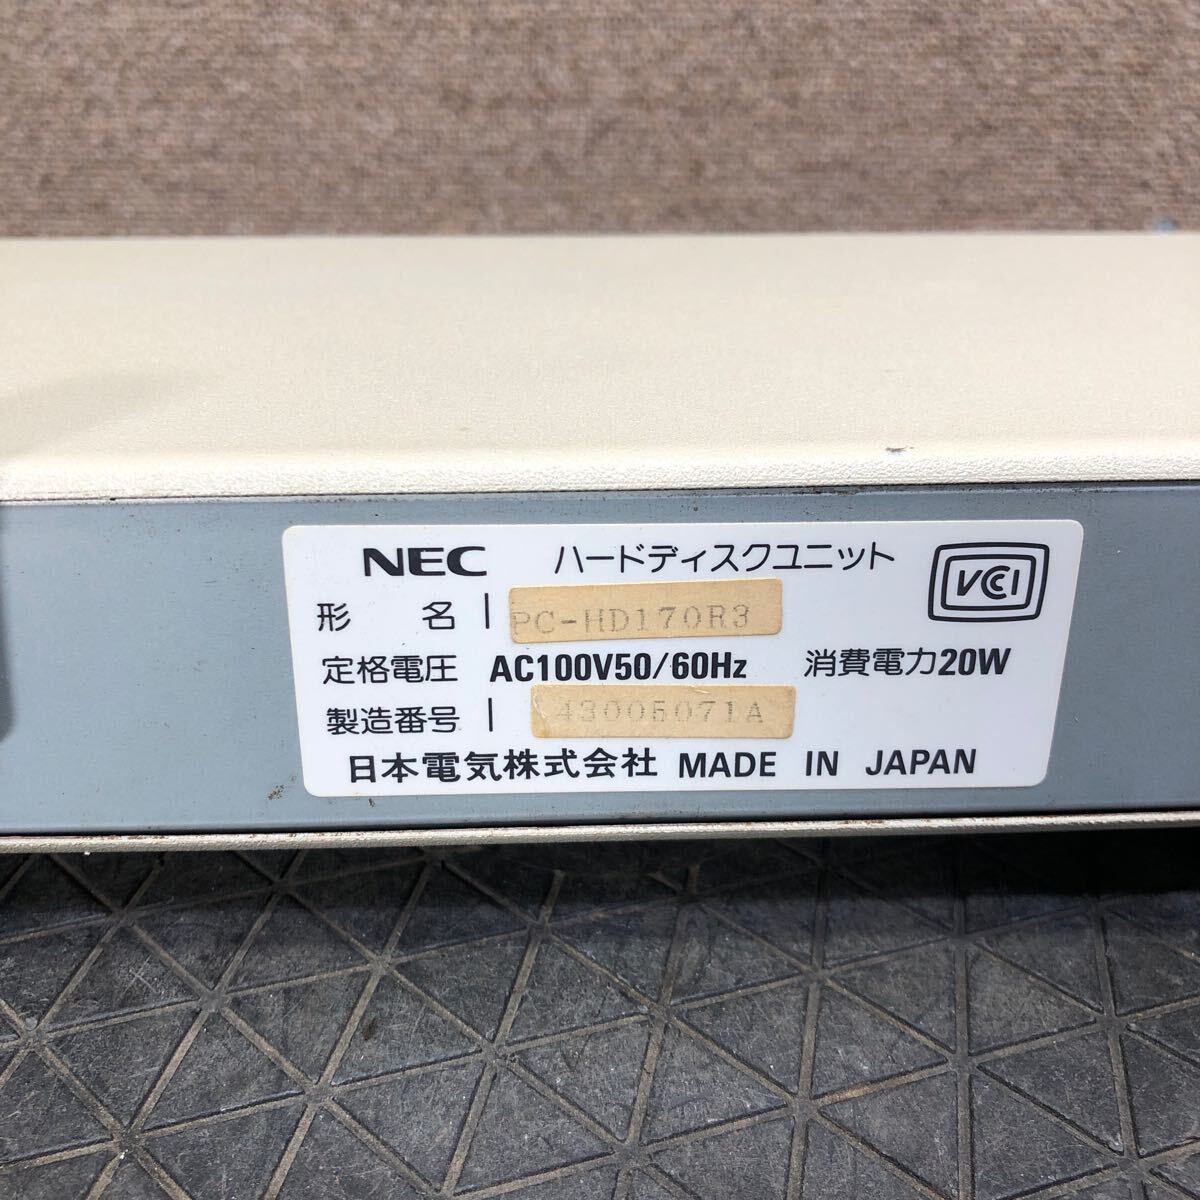 NEC ハードディスクユニット
VCCI
形 名 PC-HD170R3
定格電圧 AC100V50/60Hz 消費電力20W
製造番号 43005071A
日本電気株式会社 MADE IN JAPAN